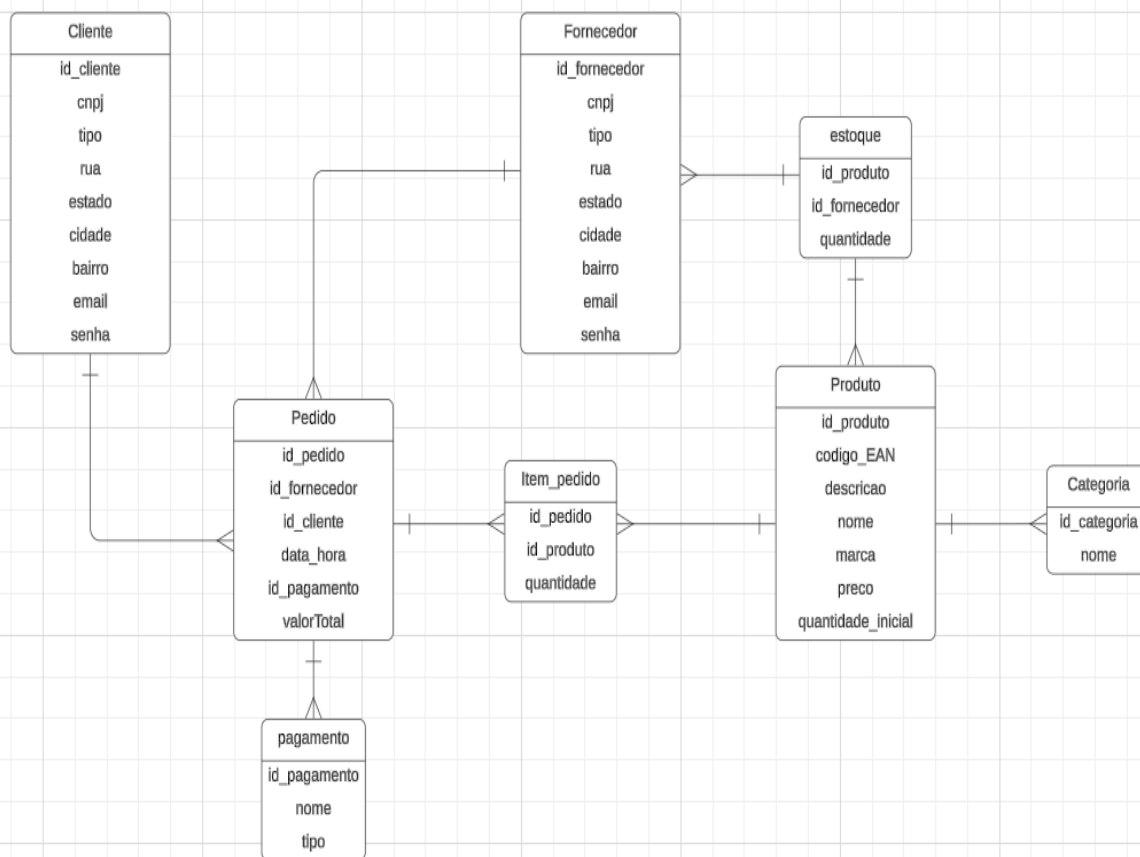 Cliente
id_cliente
cnpj
tipo
rua
estado
cidade
bairro
email
senha
Fornecedor
id_fornecedor
cnpj
tipo
rua
estado
cidade
bairro
email
senha
estoque
id_produto
id_fornecedor
quantidade
Pedido
id_pedido
id_fornecedor
id_cliente
data_hora
id_pagamento
valorTotal
Item_pedido
id_pedido
id_produto
quantidade
Produto
id_produto
codigo_EAN
descricao
nome
marca
preco
quantidade_inicial
Categoria
id_categoria
nome
pagamento
id_pagamento
nome
tipo